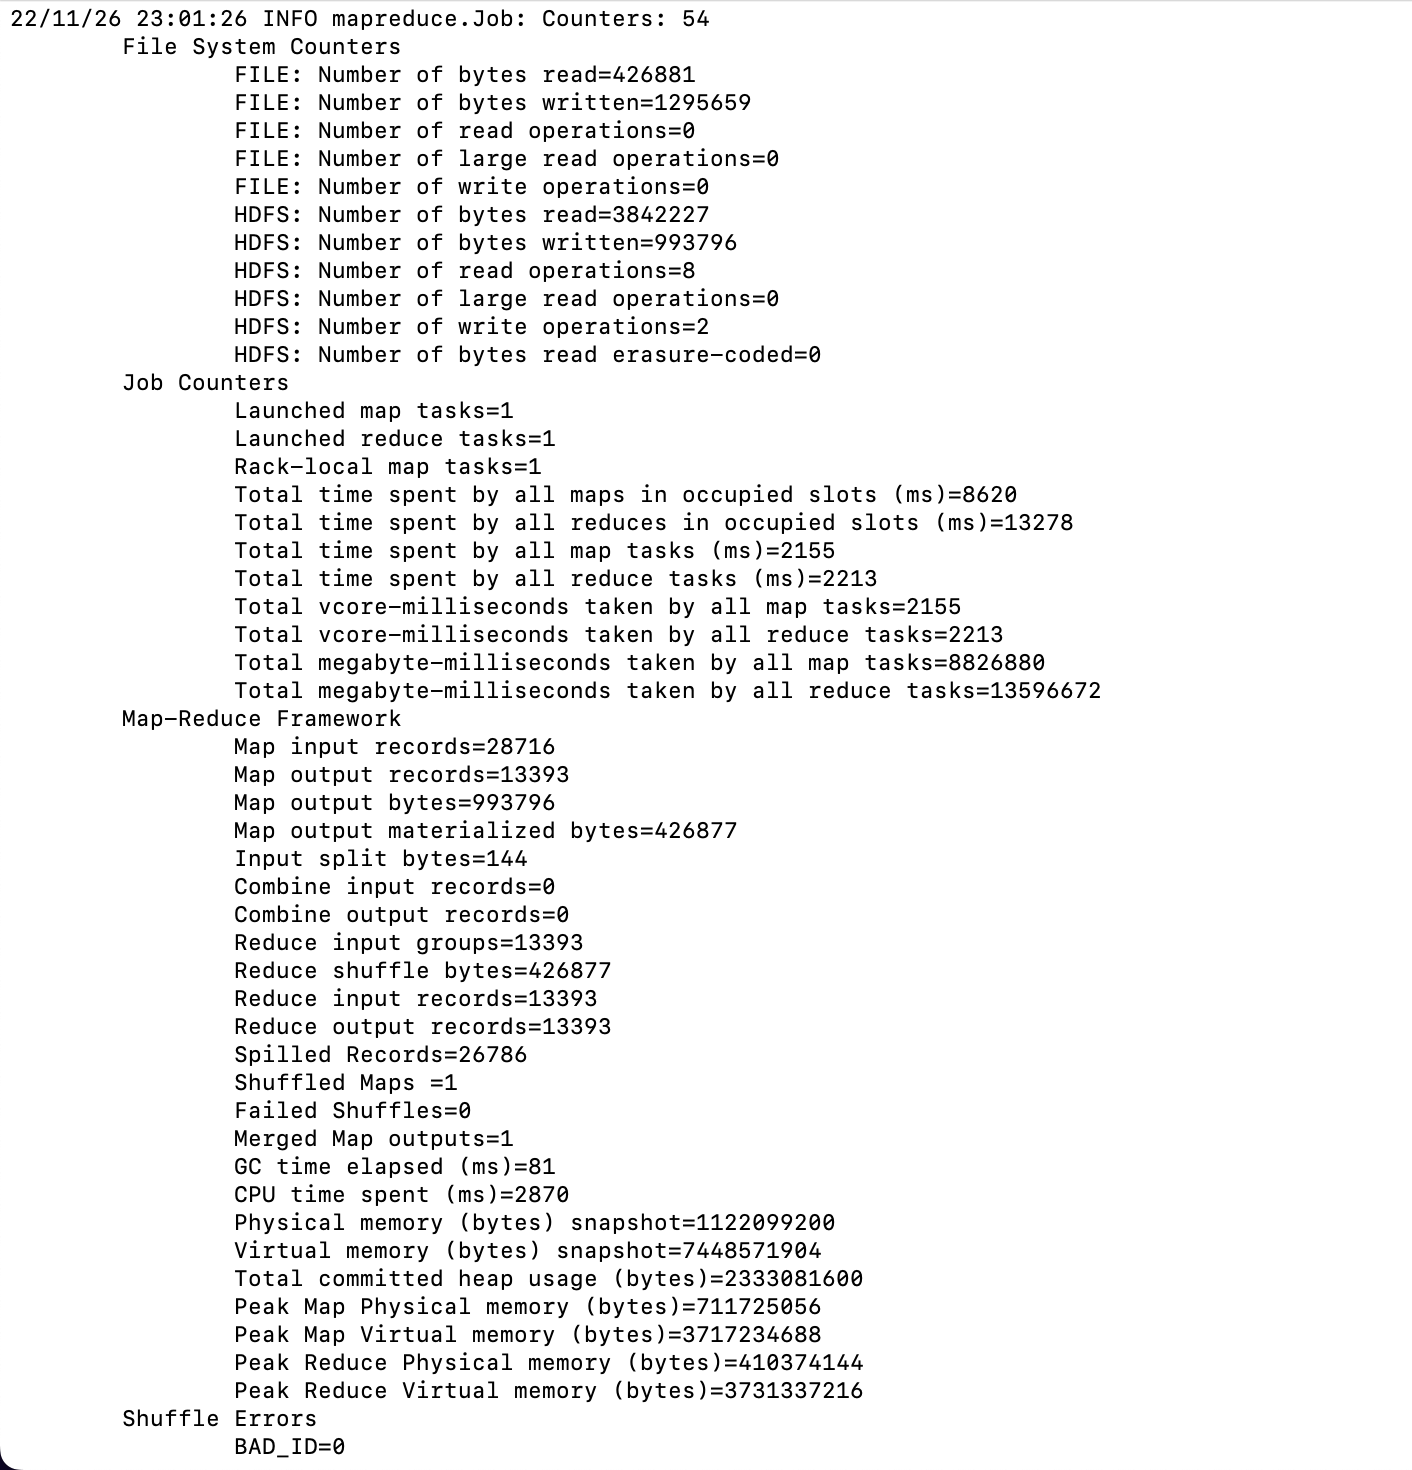 22/11/26 23:01:26 INFO mapreduce.Job: Counters: 54
File System Counters
FILE: Number of bytes read=426881
FILE: Number of bytes written=1295659
FILE: Number of read operations=0
FILE: Number of large read operations=0
FILE: Number of write operations=0
HDFS: Number of bytes read=3842227
HDFS: Number of bytes written=993796
HDFS: Number of read operations=8
HDFS: Number of large read operations=0
HDFS: Number of write operations=2
HDFS: Number of bytes read erasure-coded=0
Job Counters
Launched map tasks=1
Launched reduce tasks=1
Rack-local map tasks=1
Total time spent by all maps in occupied slots (ms)=8620
Total time spent by all reduces in occupied slots (ms)=13278
Total time spent by all map tasks (ms)=2155
Total time spent by all reduce tasks (ms)=2213
Total vcore-milliseconds taken by all map tasks=2155
Total vcore-milliseconds taken by all reduce tasks=2213
Total megabyte-milliseconds taken by all map tasks=8826880
Total megabyte-milliseconds taken by all reduce tasks=13596672
Map-Reduce Framework
Map input records=28716
Map output records=13393
Map output bytes=993796
Map output materialized bytes=426877
Input split bytes=144
Combine input records=0
Combine output records=0
Reduce input groups=13393
Reduce shuffle bytes=426877
Reduce input records=13393
Reduce output records=13393
Spilled Records=26786
Shuffled Maps =1
Failed Shuffles=0
Merged Map outputs=1
GC time elapsed (ms)=81
CPU time spent (ms)=2870
Physical memory (bytes) snapshot=1122099200
Virtual memory (bytes) snapshot=7448571904
Total committed heap usage (bytes)=2333081600
Peak Map Physical memory (bytes)=711725056
Peak Map Virtual memory (bytes)=3717234688
Peak Reduce Physical memory (bytes)=410374144
Peak Reduce Virtual memory (bytes)=3731337216
Shuffle Errors
BAD_ID=0